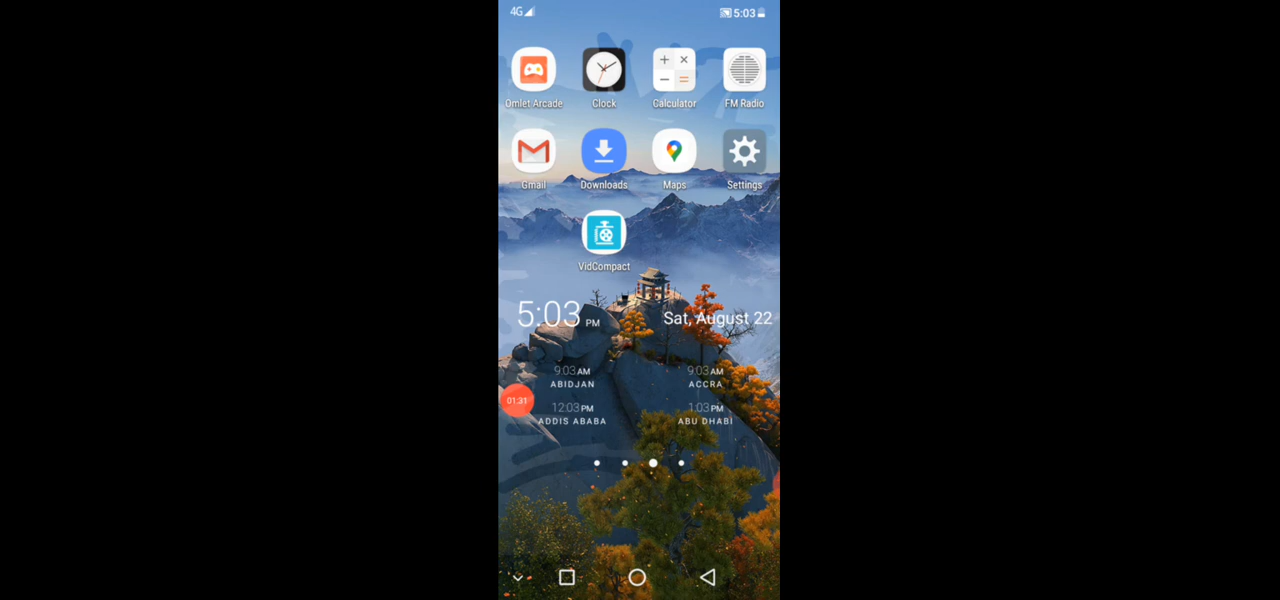 4G 5:03
Omlet Arcade Clock Calculator FM Radio
Gmail Downloads Maps Settings
VidCompact
5:03 PM Sat, August 22
9:03 AM 9:03 AM
ABIDJAN ACCRA
01:31
12:03 PM 1:03 PM
ADDIS ABABA ABU DHABI